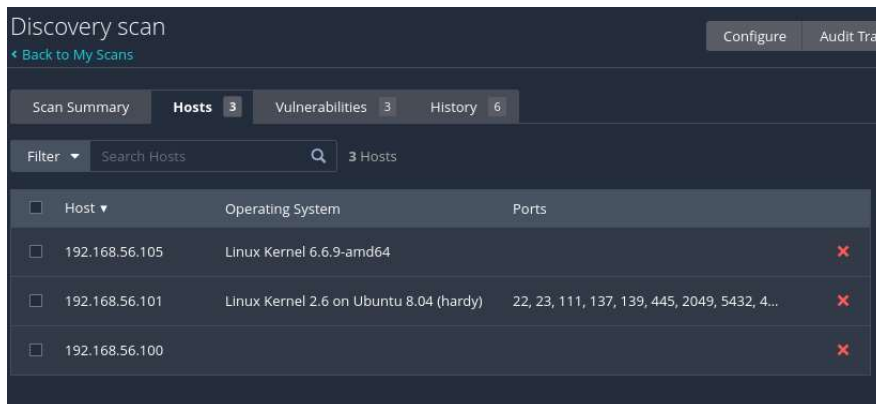 Discovery scan
Back to My Scans
Configure Audit Tra
Scan Summary Hosts 3 Vulnerabilities 3 History 6
Filter Search Hosts 3 Hosts
Host Operating System Ports
192.168.56.105 Linux Kernel 6.6.9-amd64
192.168.56.101 Linux Kernel 2.6 on Ubuntu 8.04 (hardy) 22, 23, 111, 137, 139, 445, 2049, 5432, 4...
192.168.56.100